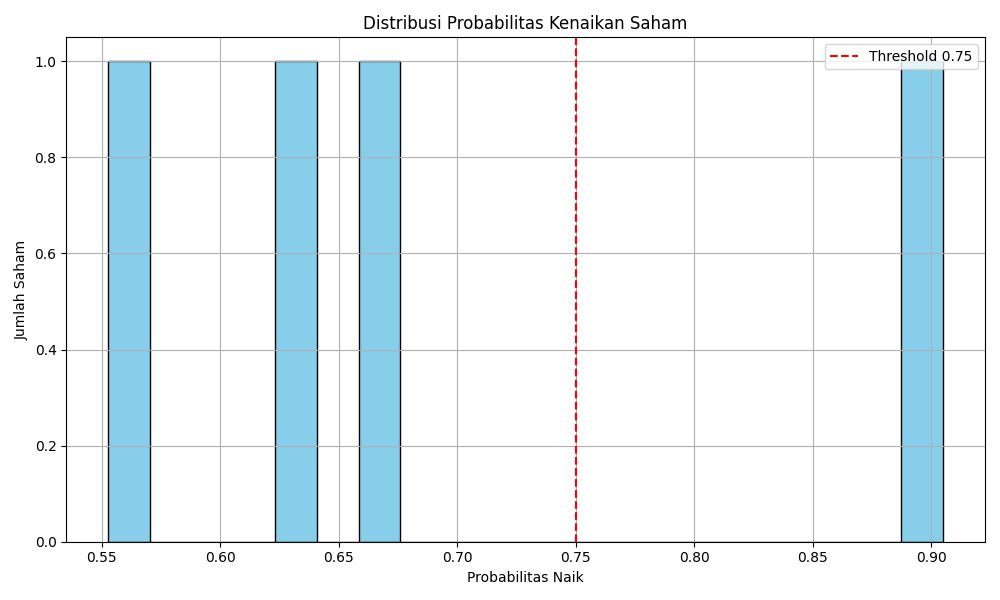 Distribusi Probabilitas Kenaikan Saham
Threshold 0.75
Jumlah Saham
1.0
0.8
0.6
0.4
0.2
0.0
0.55 0.60 0.65 0.70 0.75 0.80 0.85 0.90
Probabilitas Naik